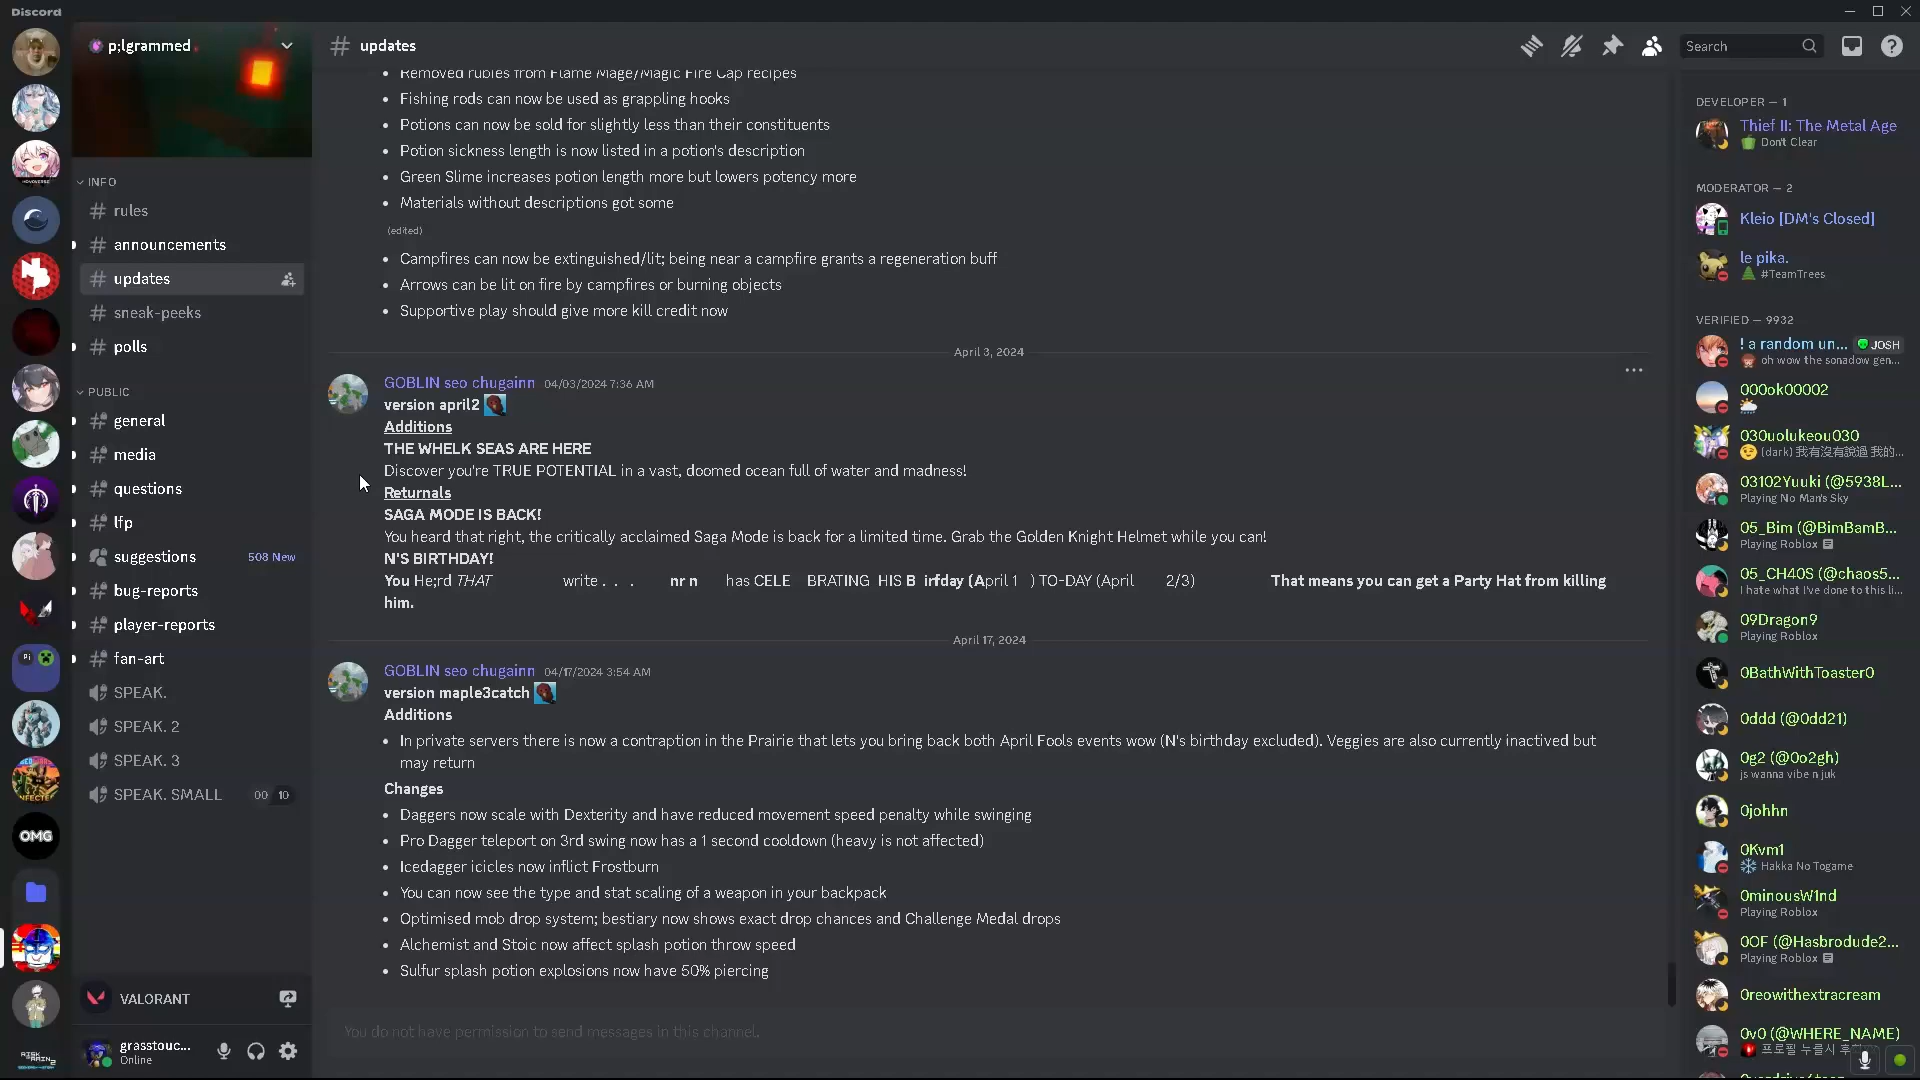 Discord
p;lgrammed
INFO
rules
announcements
updates
sneak-peeks
polls
PUBLIC
general
media
questions
lfp
suggestions 508 New
bug-reports
player-reports
fan-art
SPEAK.
SPEAK. 2
SPEAK. 3
SPEAK. SMALL 00 10
VALORANT
grasstouc...
Online
OMG
# updates
Search
Removed rubies from Flame Mage/Magic Fire Cap recipes
Fishing rods can now be used as grappling hooks
Potions can now be sold for slightly less than their constituents
Potion sickness length is now listed in a potion's description
Green Slime increases potion length more but lowers potency more
Materials without descriptions got some
(edited)
Campfires can now be extinguished/lit; being near a campfire grants a regeneration buff
Arrows can be lit on fire by campfires or burning objects
Supportive play should give more kill credit now
April 3, 2024
GOBLIN seo chugainn 04/03/2024 7:36 AM
version april2
Additions
THE WHELK SEAS ARE HERE
Discover you're TRUE POTENTIAL in a vast, doomed ocean full of water and madness!
Returnals
SAGA MODE IS BACK!
You heard that right, the critically acclaimed Saga Mode is back for a limited time. Grab the Golden Knight Helmet while you can!
N'S BIRTHDAY!
You He;rd THAT write . . . nr n has CELE BRATING HIS B irfday (April 1 ) TO-DAY (April 2/3) That means you can get a Party Hat from killing
him.
April 17, 2024
GOBLIN seo chugainn 04/17/2024 3:54 AM
version maple3catch
Additions
In private servers there is now a contraption in the Prairie that lets you bring back both April Fools events wow (N's birthday excluded). Veggies are also currently inactived but
may return
Changes
Daggers now scale with Dexterity and have reduced movement speed penalty while swinging
Pro Dagger teleport on 3rd swing now has a 1 second cooldown (heavy is not affected)
Icedagger icicles now inflict Frostburn
You can now see the type and stat scaling of a weapon in your backpack
Optimised mob drop system; bestiary now shows exact drop chances and Challenge Medal drops
Alchemist and Stoic now affect splash potion throw speed
Sulfur splash potion explosions now have 50% piercing
You do not have permission to send messages in this channel.
DEVELOPER — 1
Thief II: The Metal Age
Don't Clear
MODERATOR — 2
Kleio [DM's Closed]
le pika.
#TeamTrees
VERIFIED — 9932
! a random un... JOSH
oh wow the sonadow gen...
000ok00002
030uolukeou030
(dark) 我有沒有說過 我的...
03102Yuuki (@5938L...
Playing No Man's Sky
05_Bim (@BimBamB...
Playing Roblox
05_CH40S (@chaos5...
I hate what I've done to this li...
09Dragon9
Playing Roblox
0BathWithToaster0
0ddd (@0dd21)
0g2 (@0o2gh)
js wanna vibe n juk
0johhn
0Kvm1
Hakka No Togame
0minousW1nd
Playing Roblox
0OF (@Hasbrodude2...
Playing Roblox
0reowithextracream
0v0 (@WHERE_NAME)
프로필 누를시